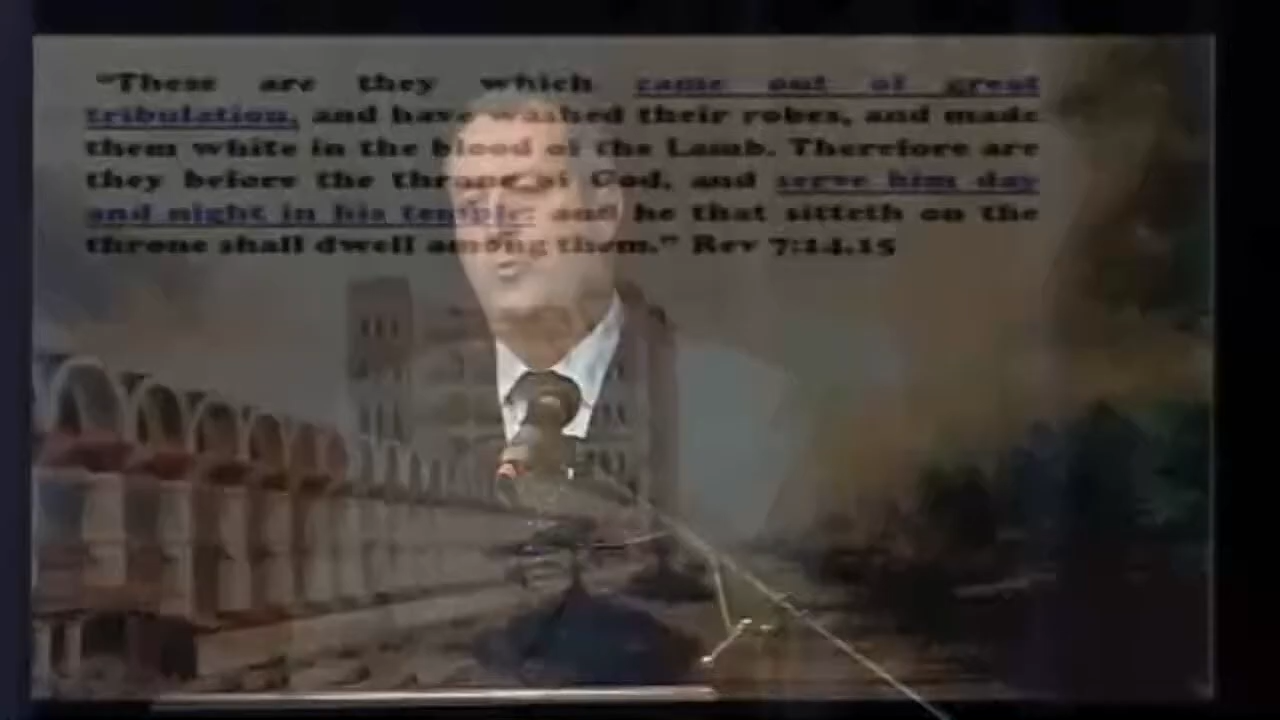 "These are they which came out of great
tribulation, and have washed their robes, and made
them white in the blood of the Lamb. Therefore are
they before the throne of God, and serve him day
and night in his temple: and he that sitteth on the
throne shall dwell among them." Rev 7:14,15